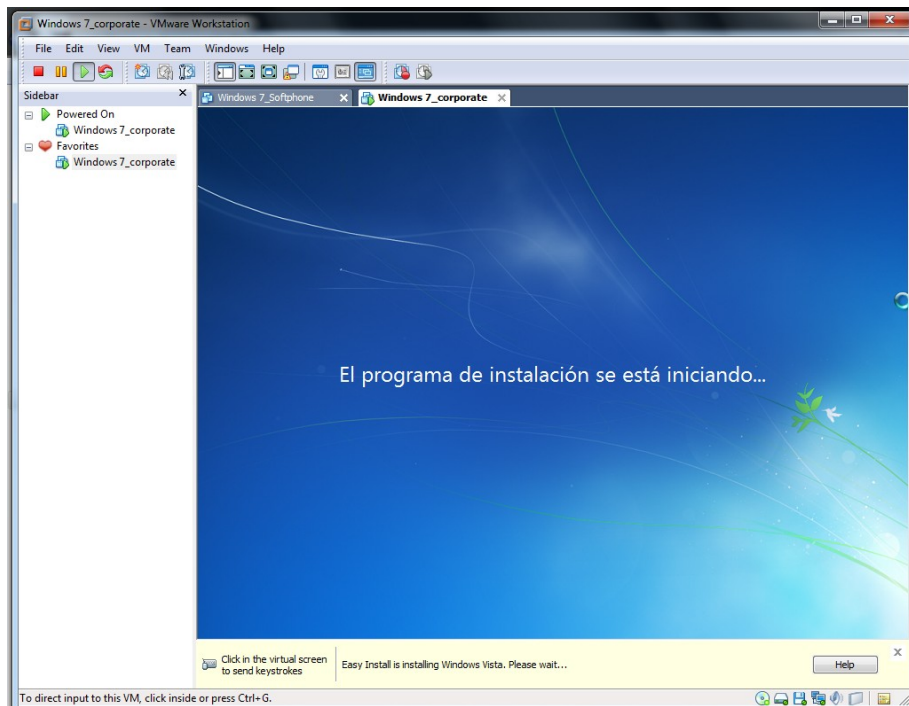 Windows 7_corporate - VMware Workstation
File Edit View VM Team Windows Help
Sidebar
Powered On
Windows 7_corporate
Favorites
Windows 7_corporate
Windows 7_Softphone
Windows 7_corporate
El programa de instalación se está iniciando...
Click in the virtual screen
to send keystrokes
Easy Install is installing Windows Vista. Please wait...
Help
To direct input to this VM, click inside or press Ctrl+G.